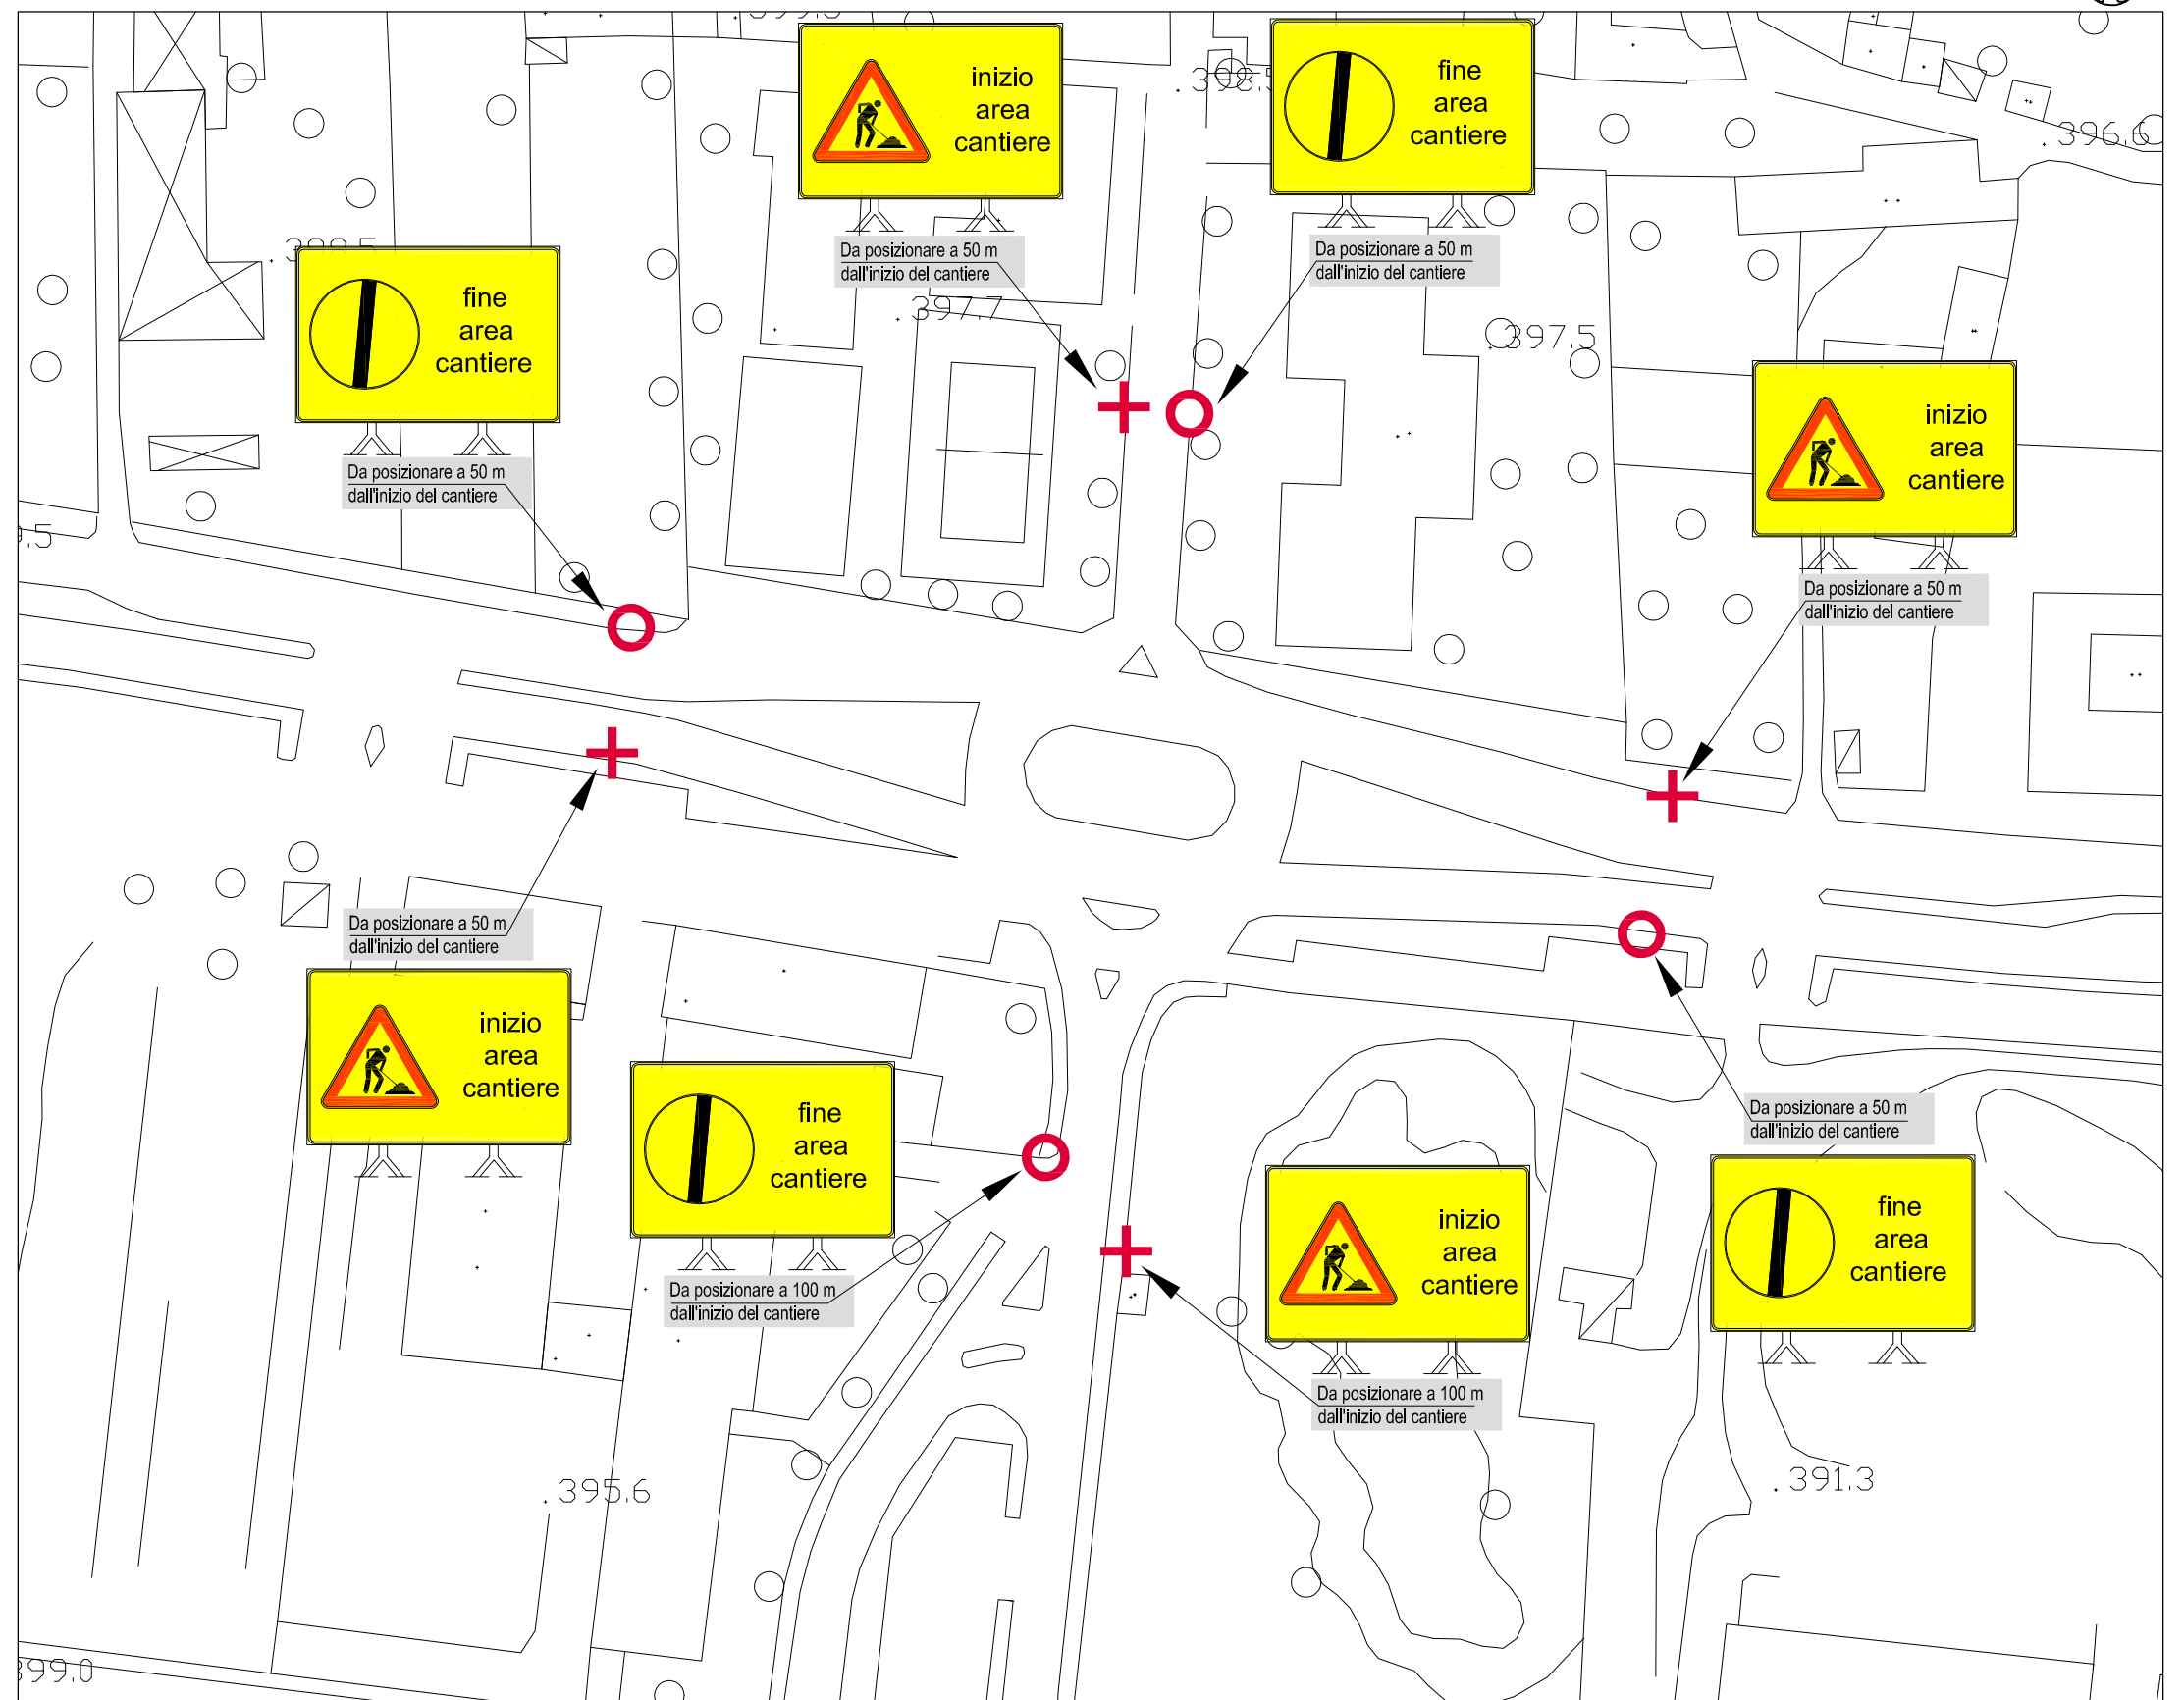 inizio
area
cantiere
Da posizionare a 50 m
dall'inizio del cantiere
fine
area
cantiere
Da posizionare a 50 m
dall'inizio del cantiere
396.6
fine
area
cantiere
Da posizionare a 50 m
dall'inizio del cantiere
397.7
397.5
inizio
area
cantiere
Da posizionare a 50 m
dall'inizio del cantiere
Da posizionare a 50 m
dall'inizio del cantiere
inizio
area
cantiere
fine
area
cantiere
Da posizionare a 100 m
dall'inizio del cantiere
inizio
area
cantiere
Da posizionare a 100 m
dall'inizio del cantiere
Da posizionare a 50 m
dall'inizio del cantiere
fine
area
cantiere
395.6
391.3
399.0